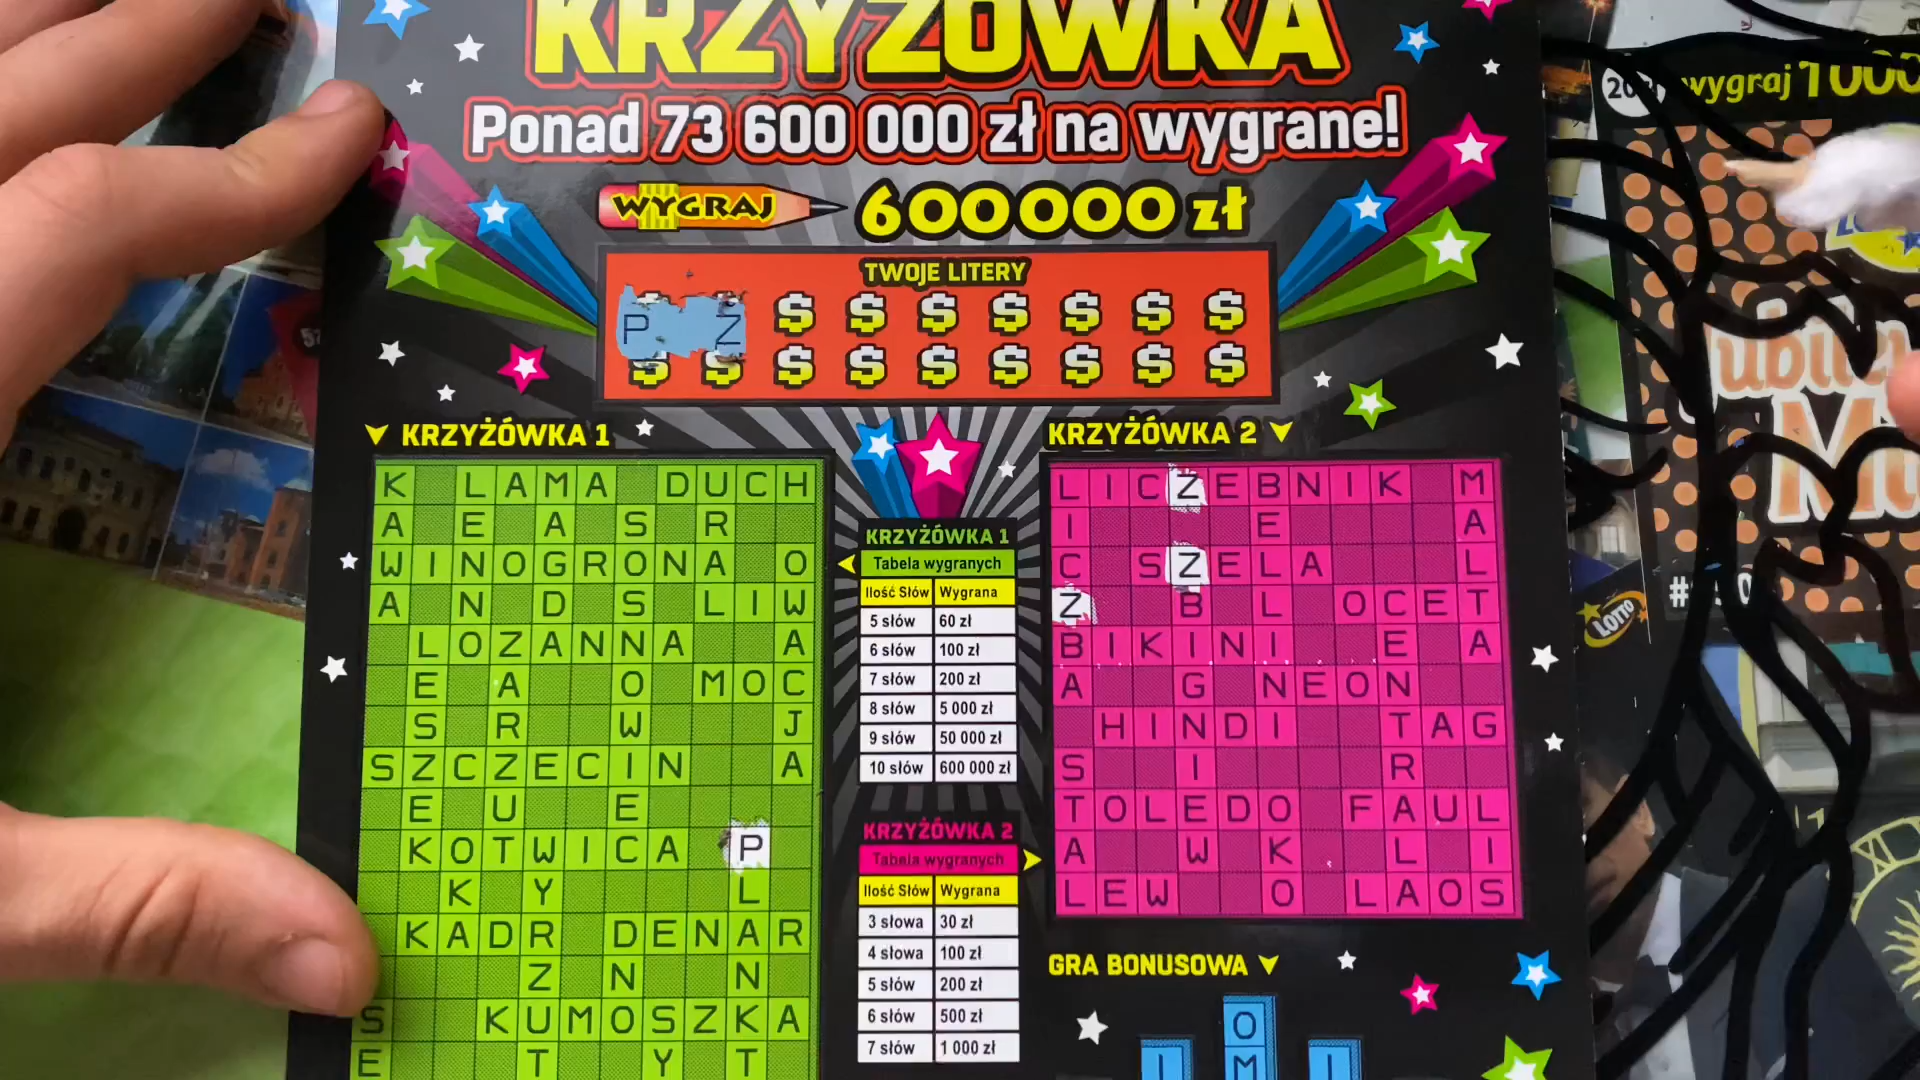 KRZYŻÓWKA
Ponad 73 600 000 zł na wygrane!
WYGRAJ 600000 zł
TWOJE LITERY
P Z $ $ $ $ $ $ $
$ $ $ $ $ $ $ $ $
KRZYŻÓWKA 1
K LAMA DUCH
A E A S R
WINOGRONA O
A N D S LIW
LOZANNA A
E A O MOC
S R W J
SZCZECIN A
E U E
KOTWICA P
K Y L
KADR DENAR
Z N N
S KUMOSZKA
E T Y T
KRZYŻÓWKA 1
Tabela wygranych
Ilość Słów Wygrana
5 słów 60 zł
6 słów 100 zł
7 słów 200 zł
8 słów 5 000 zł
9 słów 50 000 zł
10 słów 600 000 zł
KRZYŻÓWKA 2
Tabela wygranych
Ilość Słów Wygrana
3 słowa 30 zł
4 słowa 100 zł
5 słów 200 zł
6 słów 500 zł
7 słów 1 000 zł
KRZYŻÓWKA 2
LICZEBNIK M
I E A
C SZELA L
Z B L OCET
BIKINI E A
A G NEON
HINDI TAG
S I R
TOLEDO FAUL
A W K L I
LEW O LAOS
GRA BONUSOWA
O
I M I
wygraj 1000
LOTTO